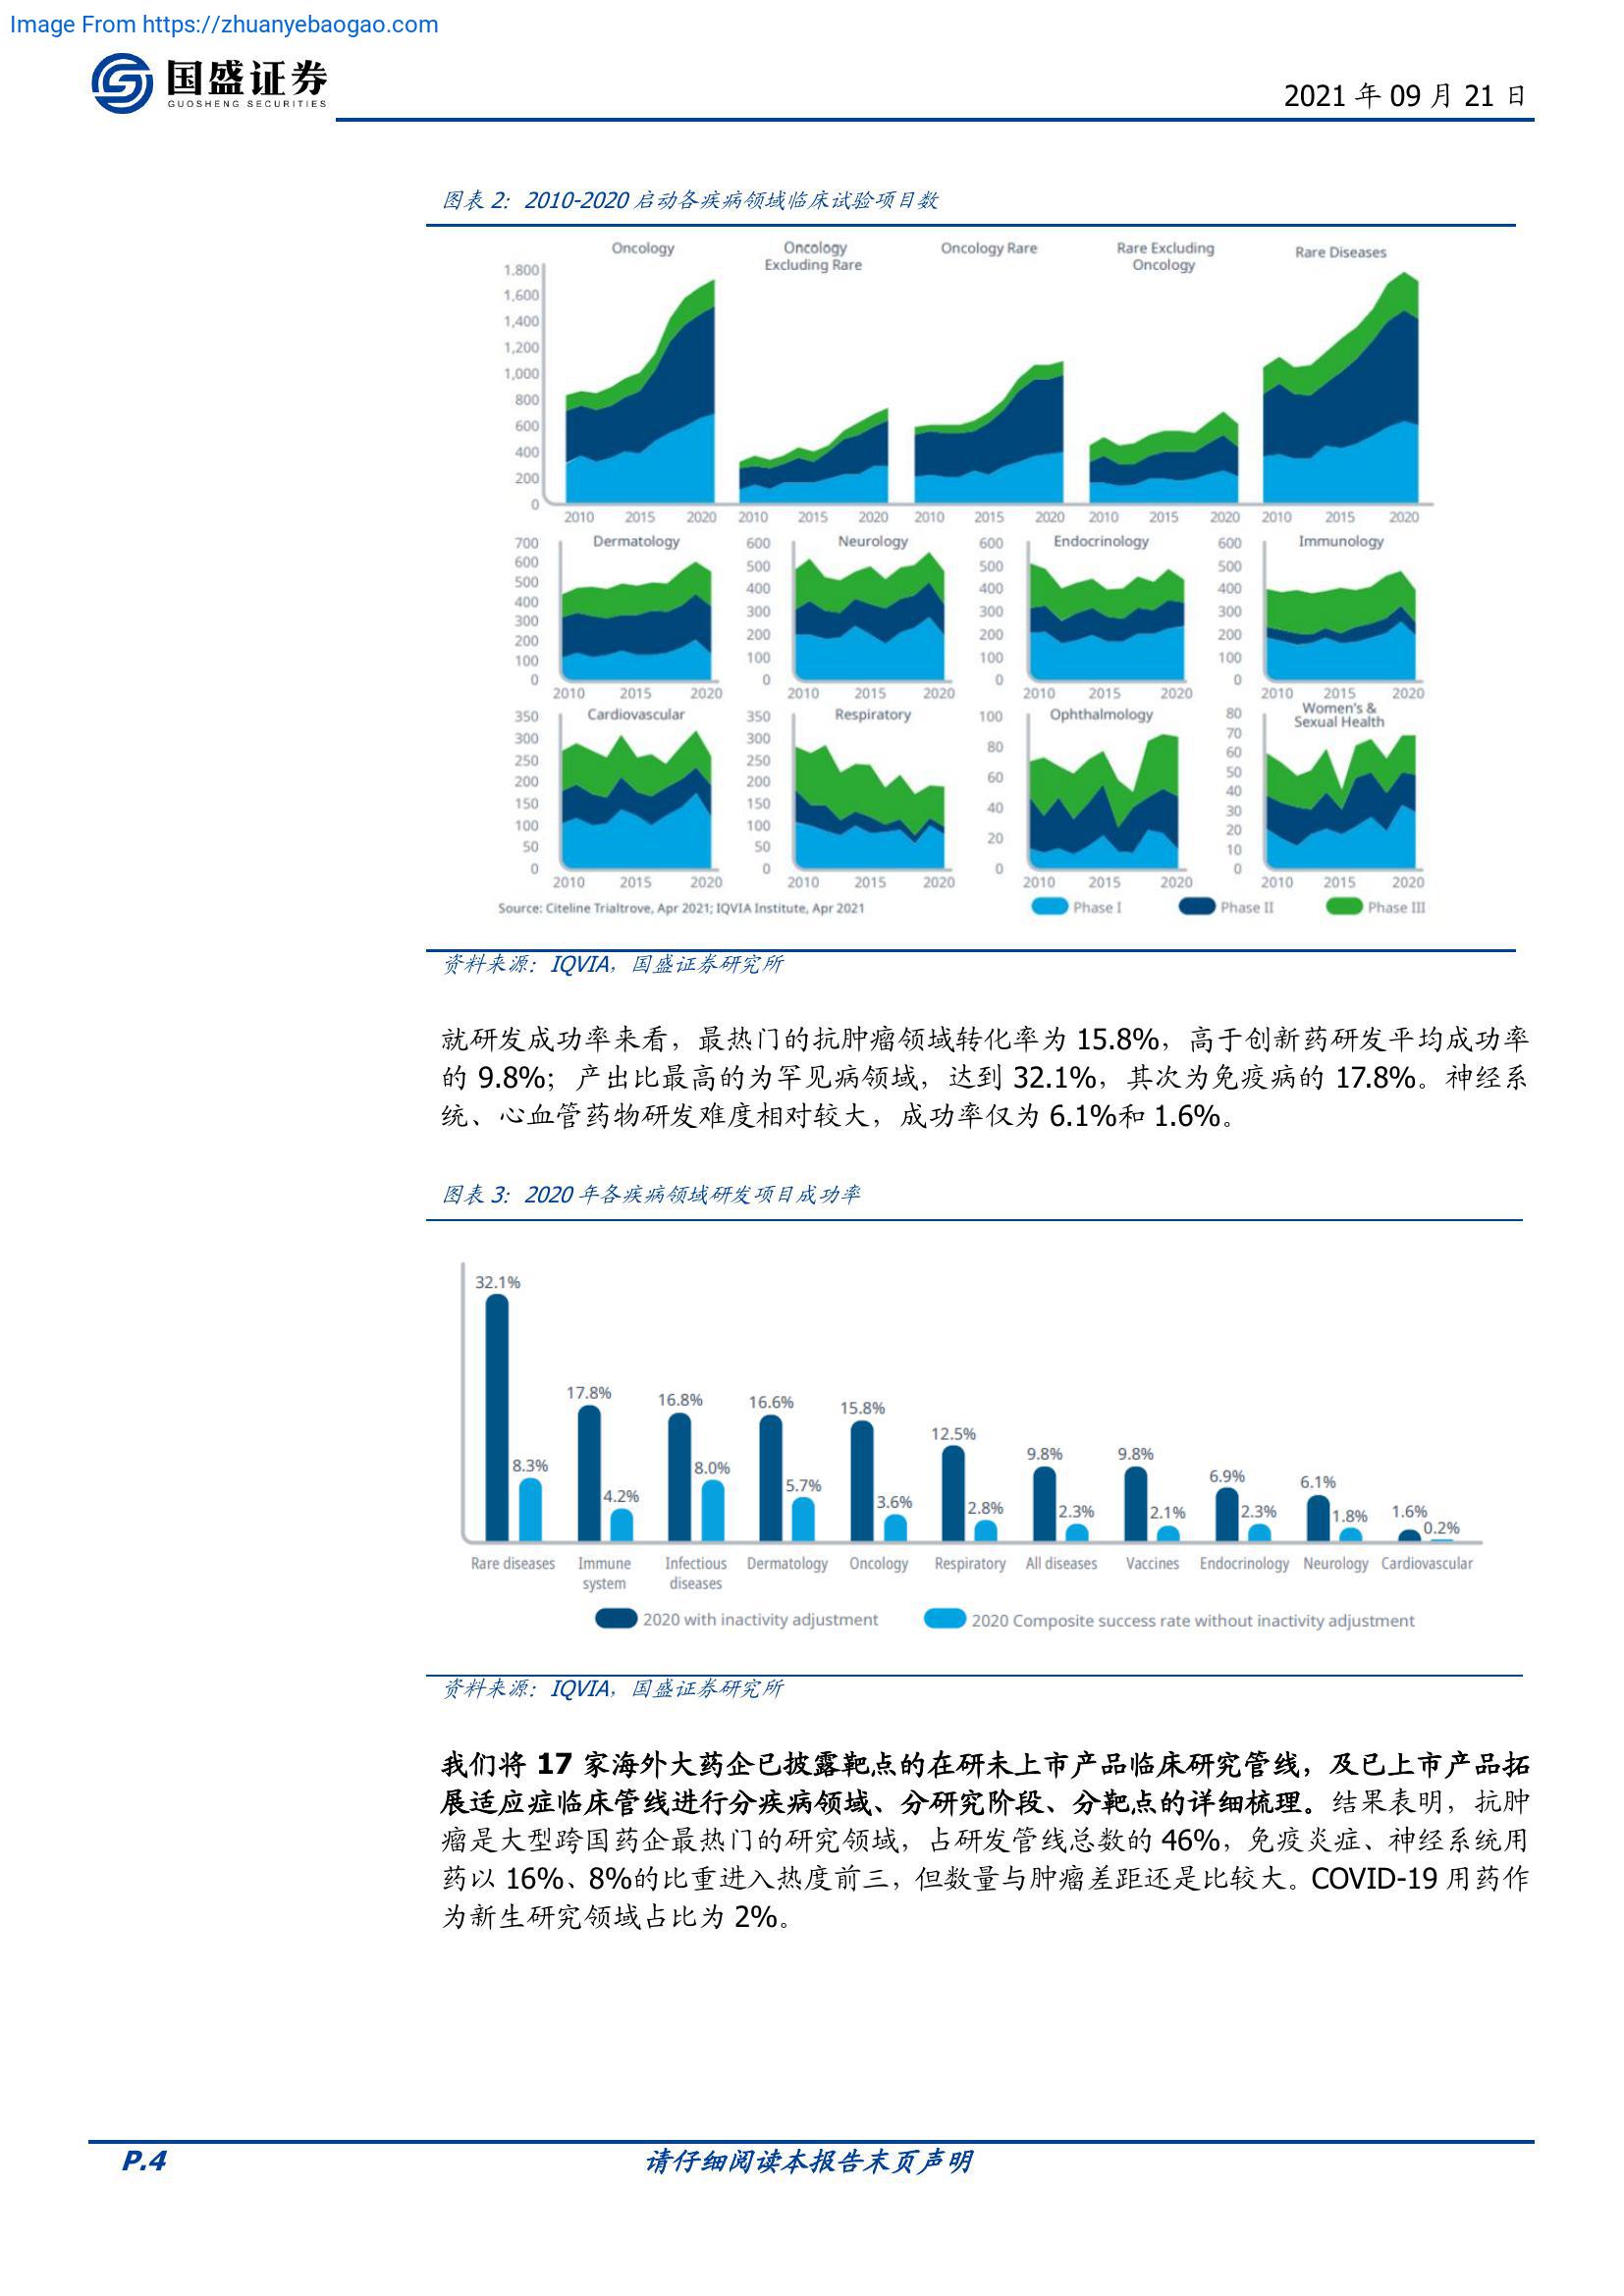 Image From https://zhuanyebaogao.com
国盛证券
GUOSHENG SECURITIES
2021 年 09 月 21 日
图表 2：2010-2020 启动各疾病领域临床试验项目数
Oncology
Oncology
Excluding Rare
Oncology Rare
Rare Excluding
Oncology
Rare Diseases
1.800
1,600
1,400
1,200
1,000
800
600
400
200
0
2010 2015 2020 2010 2015 2020 2010 2015 2020 2010 2015 2020 2010 2015 2020
Dermatology
700
600
500
400
300
200
100
0
2010 2015 2020
Neurology
600
500
400
300
200
100
0
2010 2015 2020
Endocrinology
600
500
400
300
200
100
0
2010 2015 2020
Immunology
600
500
400
300
200
100
0
2010 2015 2020
Cardiovascular
350
300
250
200
150
100
50
0
2010 2015 2020
Respiratory
350
300
250
200
150
100
50
0
2010 2015 2020
Ophthalmology
100
80
60
40
20
0
2010 2015 2020
Women's &
Sexual Health
80
70
60
50
40
30
20
10
0
2010 2015 2020
Source: Citeline Trialtrove, Apr 2021; IQVIA Institute, Apr 2021
Phase I Phase II Phase III
资料来源：IQVIA，国盛证券研究所
就研发成功率来看，最热门的抗肿瘤领域转化率为 15.8%，高于创新药研发平均成功率
的 9.8%；产出比最高的为罕见病领域，达到 32.1%，其次为免疫病的 17.8%。神经系
统、心血管药物研发难度相对较大，成功率仅为 6.1%和 1.6%。
图表 3：2020 年各疾病领域研发项目成功率
32.1% 8.3%
17.8% 4.2%
16.8% 8.0%
16.6% 5.7%
15.8% 3.6%
12.5% 2.8%
9.8% 2.3%
9.8% 2.1%
6.9% 2.3%
6.1% 1.8%
1.6% 0.2%
Rare diseases
Immune
system
Infectious
diseases
Dermatology
Oncology
Respiratory
All diseases
Vaccines
Endocrinology
Neurology
Cardiovascular
2020 with inactivity adjustment
2020 Composite success rate without inactivity adjustment
资料来源：IQVIA，国盛证券研究所
我们将 17 家海外大药企已披露靶点的在研未上市产品临床研究管线，及已上市产品拓
展适应症临床管线进行分疾病领域、分研究阶段、分靶点的详细梳理。结果表明，抗肿
瘤是大型跨国药企最热门的研究领域，占研发管线总数的 46%，免疫炎症、神经系统用
药以 16%、8%的比重进入热度前三，但数量与肿瘤差距还是比较大。COVID-19 用药作
为新生研究领域占比为 2%。
P.4
请仔细阅读本报告末页声明